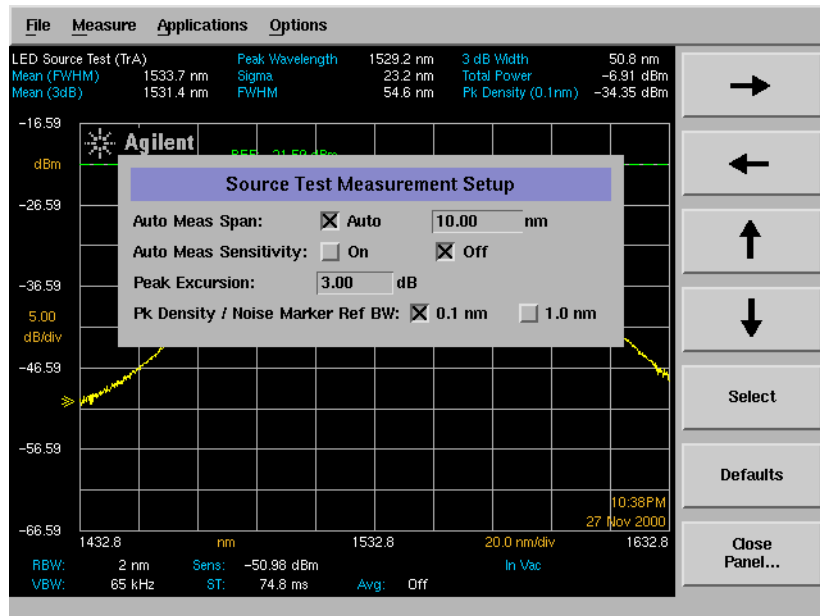 File Measure Applications Options
LED Source Test (TrA) Peak Wavelength 1529.2 nm 3 dB Width 50.8 nm
Mean (FWHM) 1533.7 nm Sigma 23.2 nm Total Power -6.91 dBm
Mean (3dB) 1531.4 nm FWHM 54.6 nm Pk Density (0.1nm) -34.35 dBm
-16.59
Agilent
dBm
Source Test Measurement Setup
-26.59
Auto Meas Span: Auto 10.00 nm
Auto Meas Sensitivity: On Off
-36.59
Peak Excursion: 3.00 dB
5.00
Pk Density / Noise Marker Ref BW: 0.1 nm 1.0 nm
dB/div
-46.59
-56.59
10:38PM
27 Nov 2000
-66.59
1432.8 nm 1532.8 20.0 nm/div 1632.8
RBW: 2 nm Sens: -50.98 dBm In Vac
VBW: 65 kHz ST: 74.8 ms Avg: Off
Select
Defaults
Close
Panel...